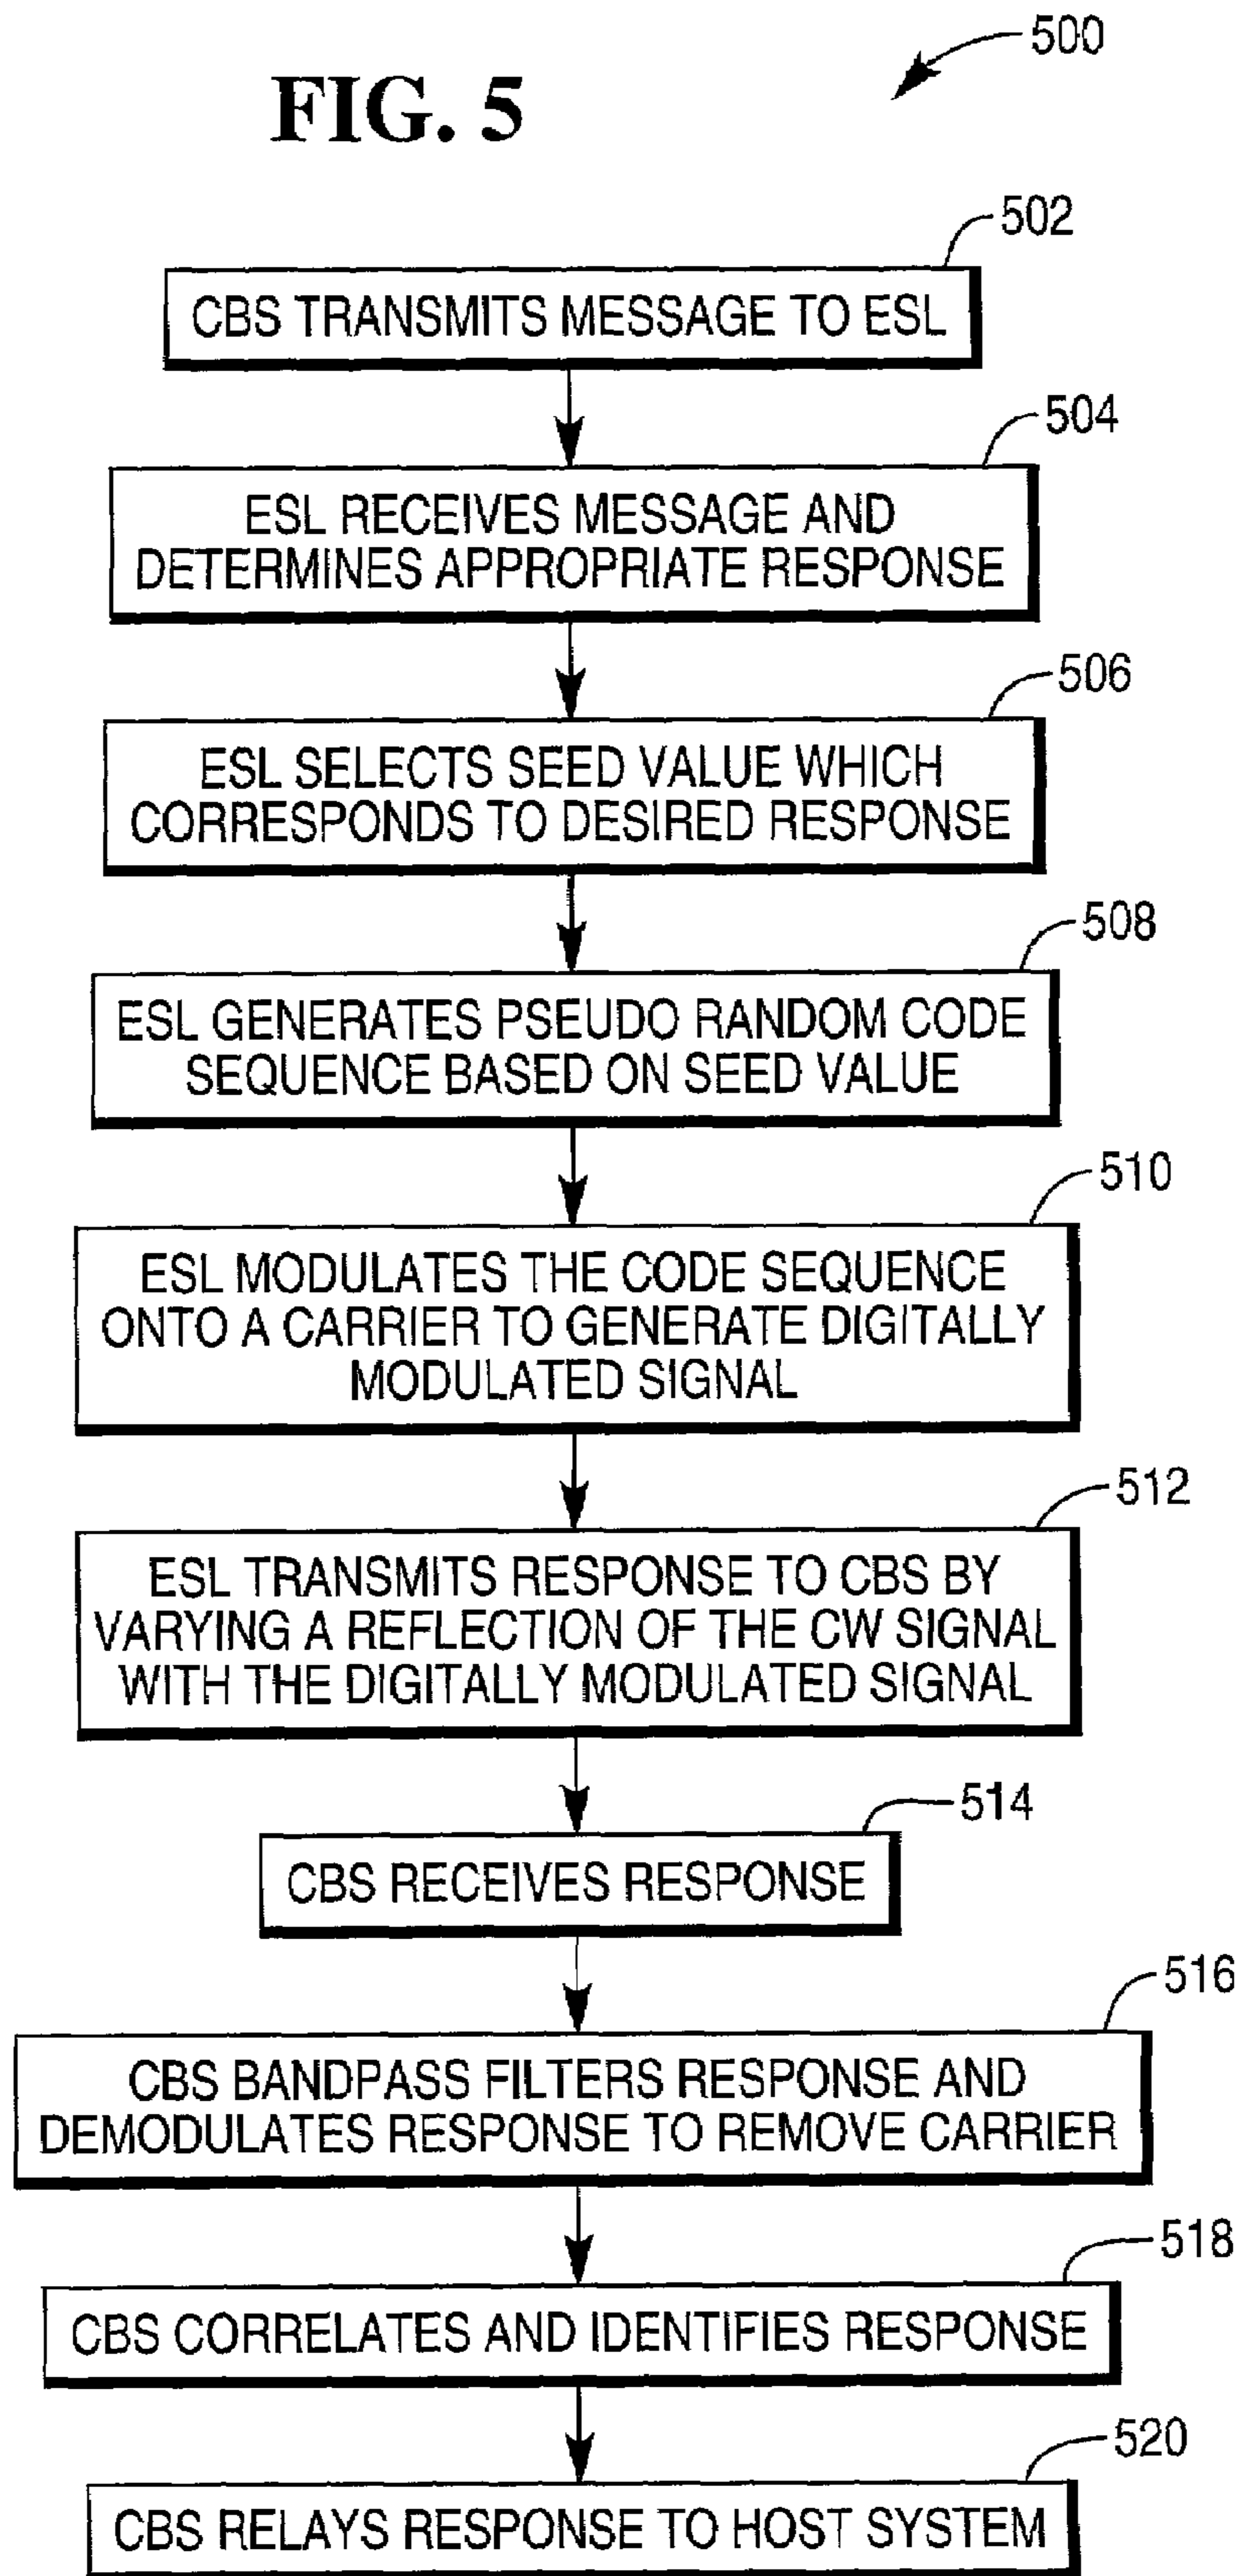 500
FIG. 5
502
CBS TRANSMITS MESSAGE TO ESL
504
ESL RECEIVES MESSAGE AND
DETERMINES APPROPRIATE RESPONSE
506
ESL SELECTS SEED VALUE WHICH
CORRESPONDS TO DESIRED RESPONSE
508
ESL GENERATES PSEUDO RANDOM CODE
SEQUENCE BASED ON SEED VALUE
510
ESL MODULATES THE CODE SEQUENCE
ONTO A CARRIER TO GENERATE DIGITALLY
MODULATED SIGNAL
512
ESL TRANSMITS RESPONSE TO CBS BY
VARYING A REFLECTION OF THE CW SIGNAL
WITH THE DIGITALLY MODULATED SIGNAL
514
CBS RECEIVES RESPONSE
516
CBS BANDPASS FILTERS RESPONSE AND
DEMODULATES RESPONSE TO REMOVE CARRIER
518
CBS CORRELATES AND IDENTIFIES RESPONSE
520
CBS RELAYS RESPONSE TO HOST SYSTEM